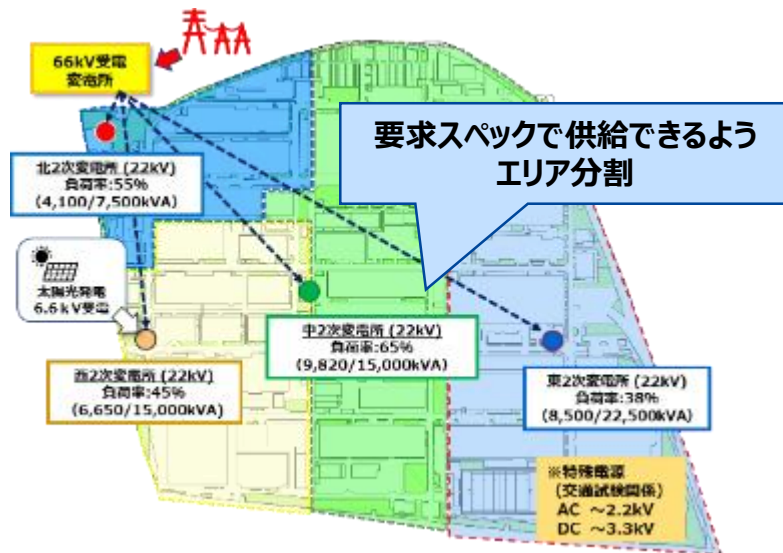 66kV受電
変電所
要求スペックで供給できるよう
エリア分割
北2次変電所 (22kV)
負荷率:55%
(4,100/7,500kVA)
太陽光発電
6.6kV受電
中2次変電所 (22kV)
負荷率:65%
(9,820/15,000kVA)
西2次変電所 (22kV)
負荷率:45%
(6,650/15,000kVA)
東2次変電所 (22kV)
負荷率:38%
(8,500/22,500kVA)
※特殊電源
(交通試験関係)
AC ～2.2kV
DC ～3.3kV